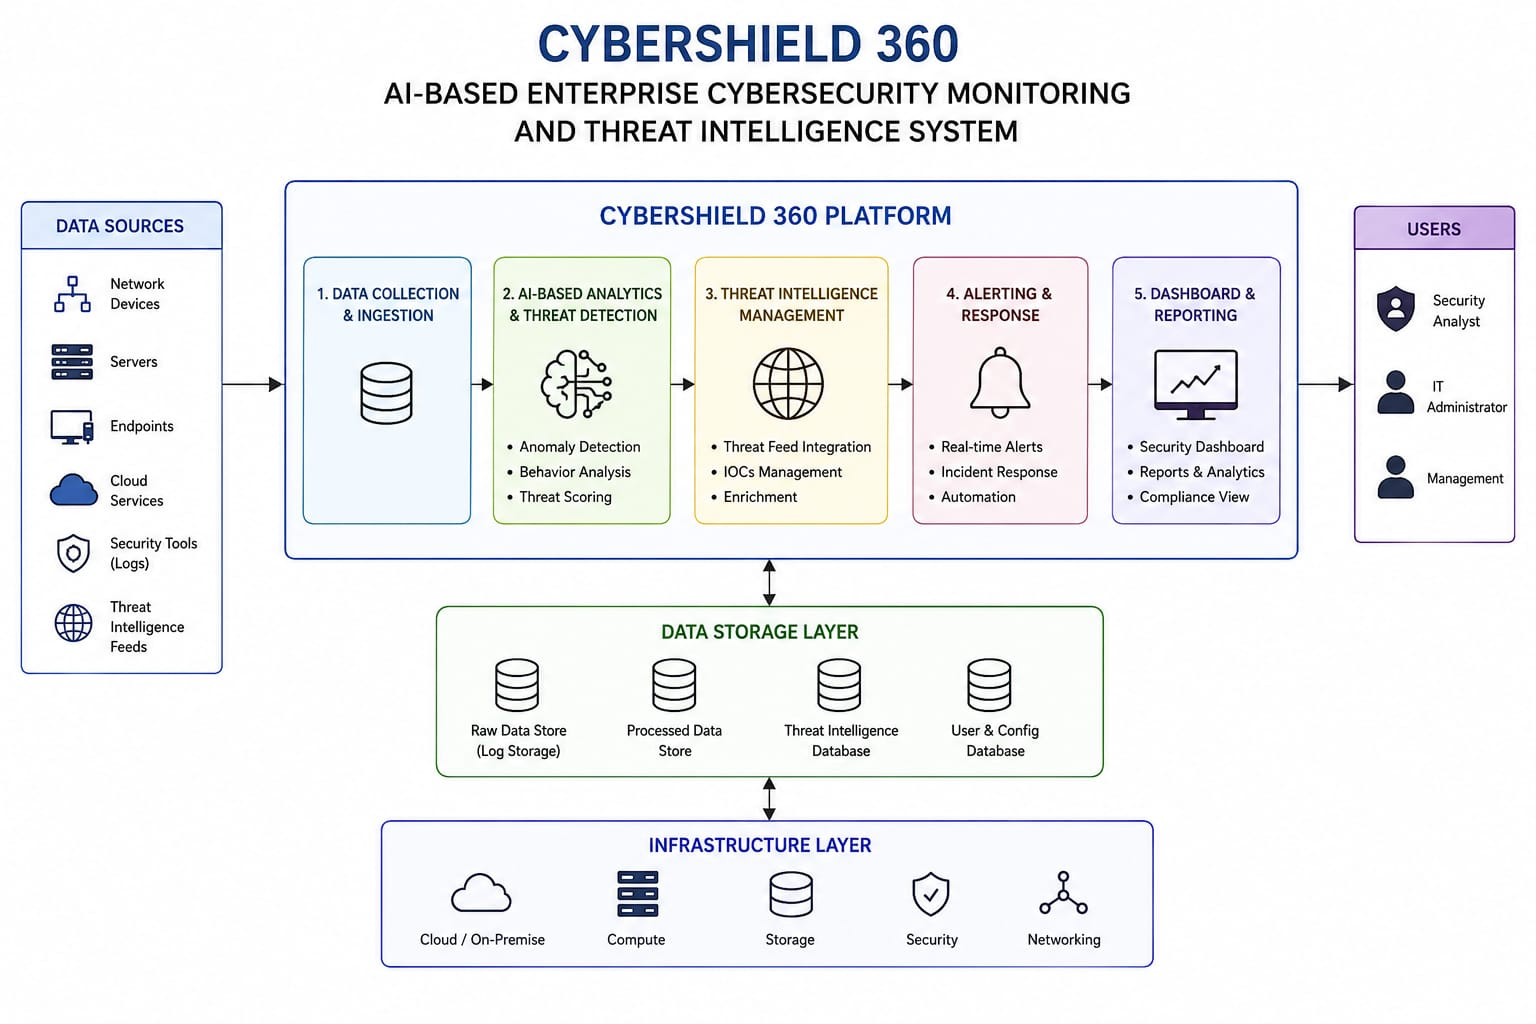 CYBERSHIELD 360
AI-BASED ENTERPRISE CYBERSECURITY MONITORING
AND THREAT INTELLIGENCE SYSTEM
DATA SOURCES
Network
Devices
Servers
Endpoints
Cloud
Services
Security Tools
(Logs)
Threat
Intelligence
Feeds
CYBERSHIELD 360 PLATFORM
1. DATA COLLECTION
& INGESTION
2. AI-BASED ANALYTICS
& THREAT DETECTION
• Anomaly Detection
• Behavior Analysis
• Threat Scoring
3. THREAT INTELLIGENCE
MANAGEMENT
• Threat Feed Integration
• IOCs Management
• Enrichment
4. ALERTING &
RESPONSE
• Real-time Alerts
• Incident Response
• Automation
5. DASHBOARD &
REPORTING
• Security Dashboard
• Reports & Analytics
• Compliance View
USERS
Security
Analyst
IT
Administrator
Management
DATA STORAGE LAYER
Raw Data Store
(Log Storage)
Processed Data
Store
Threat Intelligence
Database
User & Config
Database
INFRASTRUCTURE LAYER
Cloud / On-Premise
Compute
Storage
Security
Networking